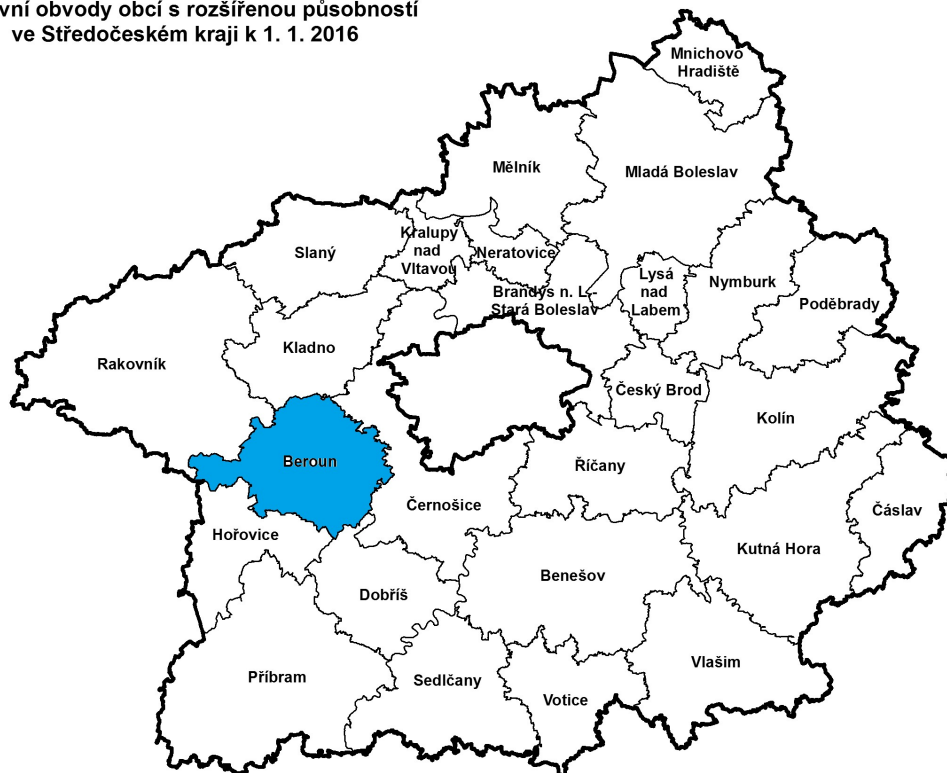 vní obvody obcí s rozšířenou působností
ve Středočeském kraji k 1. 1. 2016
Mnichovo
Hradiště
Mělník
Mladá Boleslav
Slaný
Kralupy
nad
Vltavou
Neratovice
Brandýs n. L.-
Stará Boleslav
Lysá
nad
Labem
Nymburk
Poděbrady
Rakovník
Kladno
Český Brod
Kolín
Beroun
Říčany
Černošice
Čáslav
Hořovice
Kutná Hora
Benešov
Dobříš
Příbram
Sedlčany
Votice
Vlašim